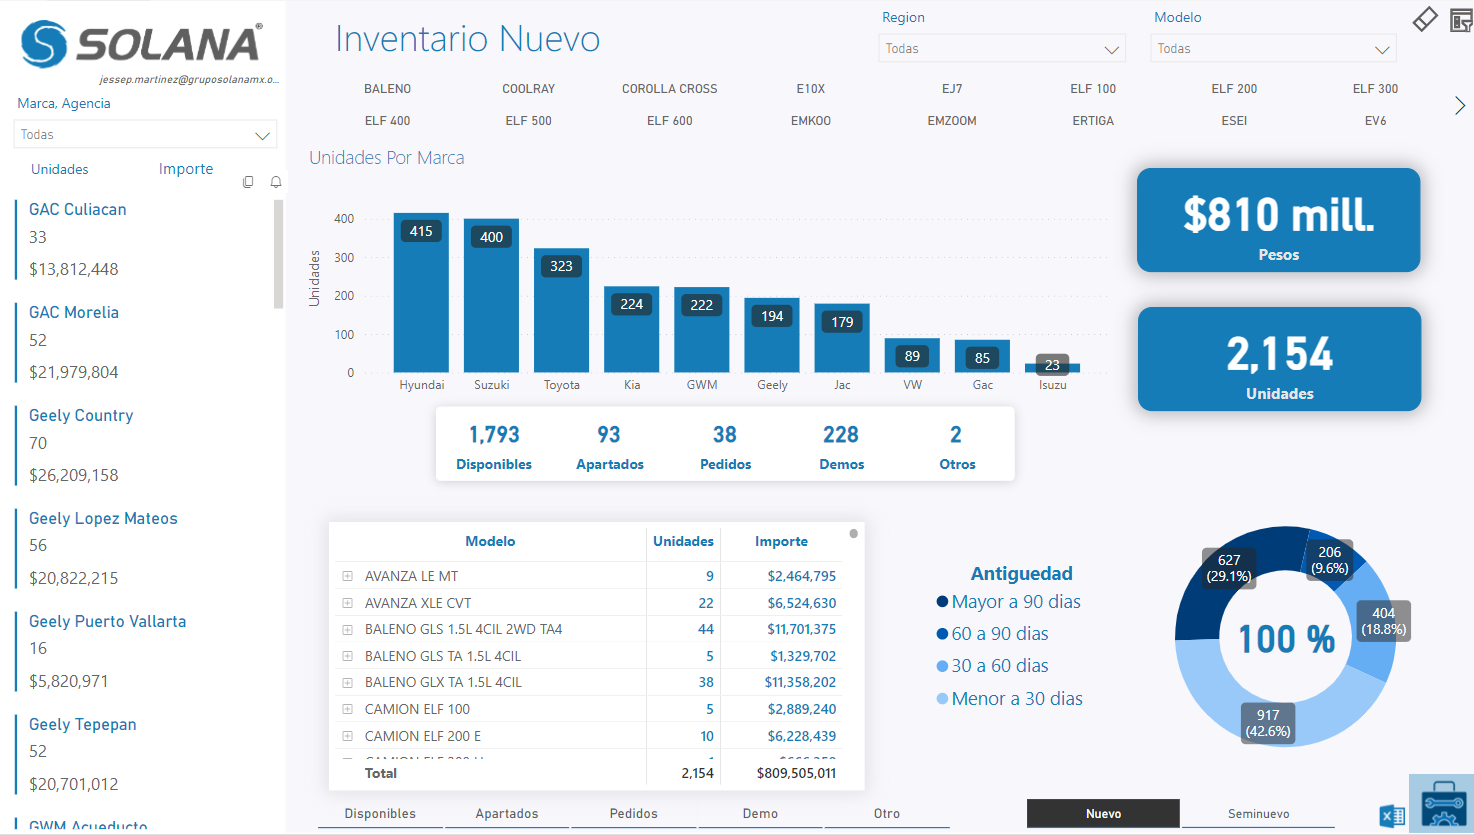 SOLANA®
jessep.martinez@gruposolanamx.o...
Marca, Agencia
Todas
Unidades Importe
GAC Culiacan
33
$13,812,448
GAC Morelia
52
$21,979,804
Geely Country
70
$26,209,158
Geely Lopez Mateos
56
$20,822,215
Geely Puerto Vallarta
16
$5,820,971
Geely Tepepan
52
$20,701,012
GWM Acueducto
Inventario Nuevo
Region
Todas
Modelo
Todas
BALENO COOLRAY COROLLA CROSS E10X EJ7 ELF 100 ELF 200 ELF 300
ELF 400 ELF 500 ELF 600 EMKOO EMZOOM ERTIGA ESEI EV6
Unidades Por Marca
Unidades
400
300
200
100
0
415 400 323 224 222 194 179 89 85 23
Hyundai Suzuki Toyota Kia GWM Geely Jac VW Gac Isuzu
$810 mill.
Pesos
2,154
Unidades
1,793 93 38 228 2
Disponibles Apartados Pedidos Demos Otros
Modelo Unidades Importe
AVANZA LE MT 9 $2,464,795
AVANZA XLE CVT 22 $6,524,630
BALENO GLS 1.5L 4CIL 2WD TA4 44 $11,701,375
BALENO GLS TA 1.5L 4CIL 5 $1,329,702
BALENO GLX TA 1.5L 4CIL 38 $11,358,202
CAMION ELF 100 5 $2,889,240
CAMION ELF 200 E 10 $6,228,439
Total 2,154 $809,505,011
Antiguedad
Mayor a 90 dias
60 a 90 dias
30 a 60 dias
Menor a 30 dias
627
(29.1%)
206
(9.6%)
404
(18.8%)
100 %
917
(42.6%)
Disponibles Apartados Pedidos Demo Otro Nuevo Seminuevo